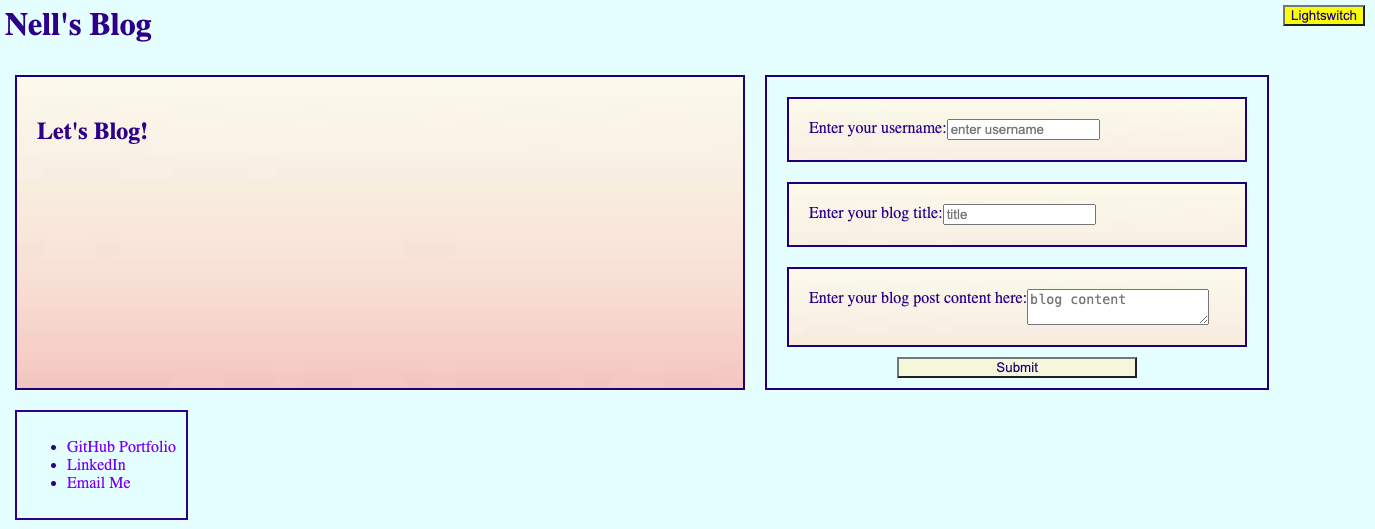 Nell's Blog
Lightswitch
Let's Blog!
Enter your username: enter username
Enter your blog title: title
Enter your blog post content here: blog content
Submit
GitHub Portfolio
LinkedIn
Email Me